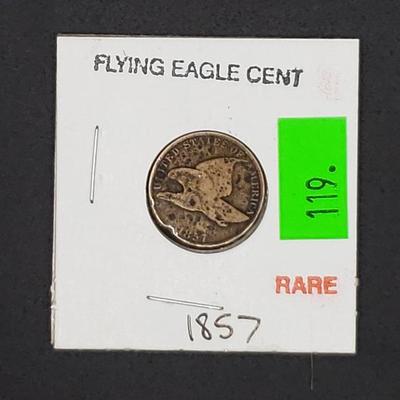 FLYING EAGLE CENT
119.
UNITED STATES OF AMERICA
1857
RARE
1857